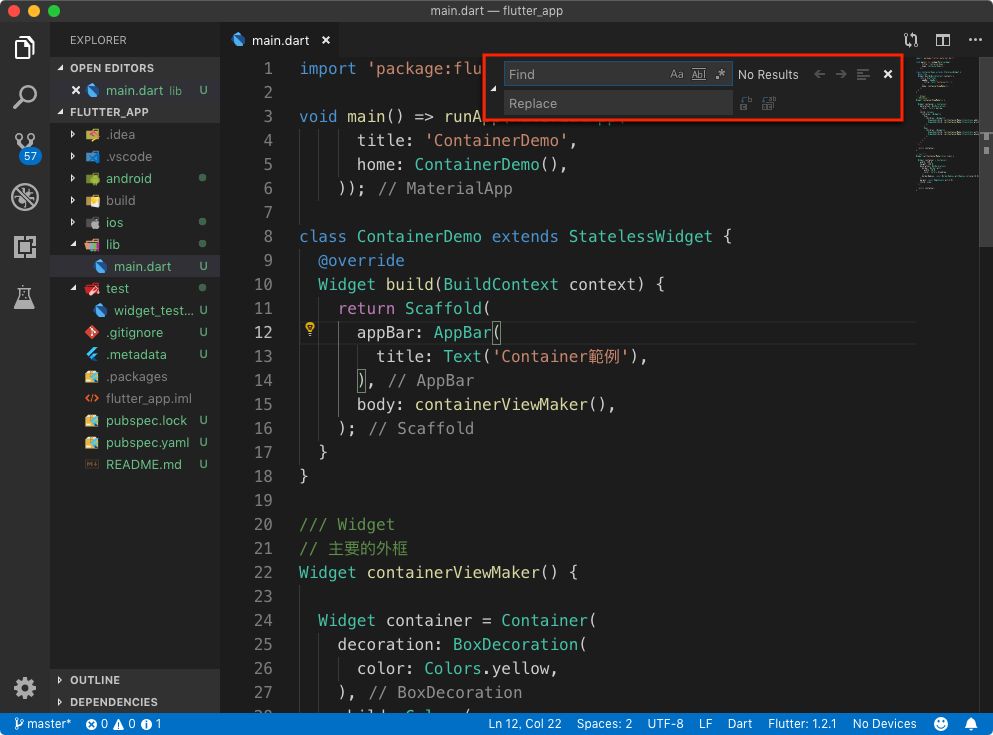 main.dart — flutter_app
EXPLORER
OPEN EDITORS
main.dart lib U
FLUTTER_APP
.idea
.vscode
android
build
ios
lib
main.dart U
test
widget_test... U
.gitignore U
.metadata U
.packages
flutter_app.iml
pubspec.lock U
pubspec.yaml U
README.md U
OUTLINE
DEPENDENCIES
57
main.dart
Find Aa Abl .* No Results
Replace
1 import 'package:flu
2
3 void main() => runA
4 title: 'ContainerDemo',
5 home: ContainerDemo(),
6 )); // MaterialApp
7
8 class ContainerDemo extends StatelessWidget {
9 @override
10 Widget build(BuildContext context) {
11 return Scaffold(
12 appBar: AppBar(
13 title: Text('Container範例'),
14 ), // AppBar
15 body: containerViewMaker(),
16 ); // Scaffold
17 }
18 }
19
20 /// Widget
21 // 主要的外框
22 Widget containerViewMaker() {
23
24 Widget container = Container(
25 decoration: BoxDecoration(
26 color: Colors.yellow,
27 ), // BoxDecoration
master* 0 0 1 Ln 12, Col 22 Spaces: 2 UTF-8 LF Dart Flutter: 1.2.1 No Devices